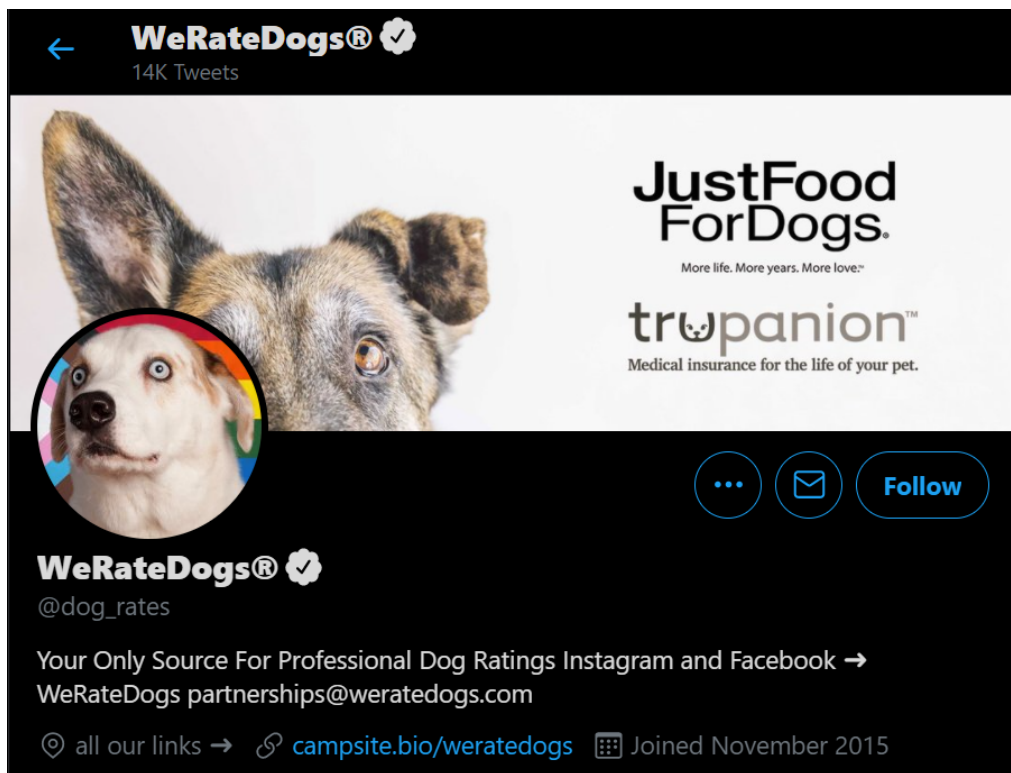 WeRateDogs®
14K Tweets
JustFood
ForDogs®
More life. More years. More love.™
trupanion™
Medical insurance for the life of your pet.
Follow
WeRateDogs®
@dog_rates
Your Only Source For Professional Dog Ratings Instagram and Facebook →
WeRateDogs partnerships@weratedogs.com
all our links → campsite.bio/weratedogs Joined November 2015